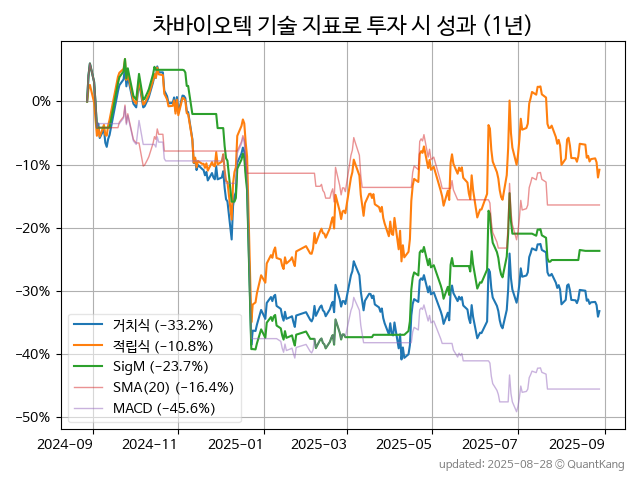 차바이오텍 기술 지표로 투자 시 성과 (1년)
0%
−10%
−20%
−30%
−40%
−50%
거치식 (−33.2%)
적립식 (−10.8%)
SigM (−23.7%)
SMA(20) (−16.4%)
MACD (−45.6%)
2024-09 2024-11 2025-01 2025-03 2025-05 2025-07 2025-09
updated: 2025-08-28 © QuantKang